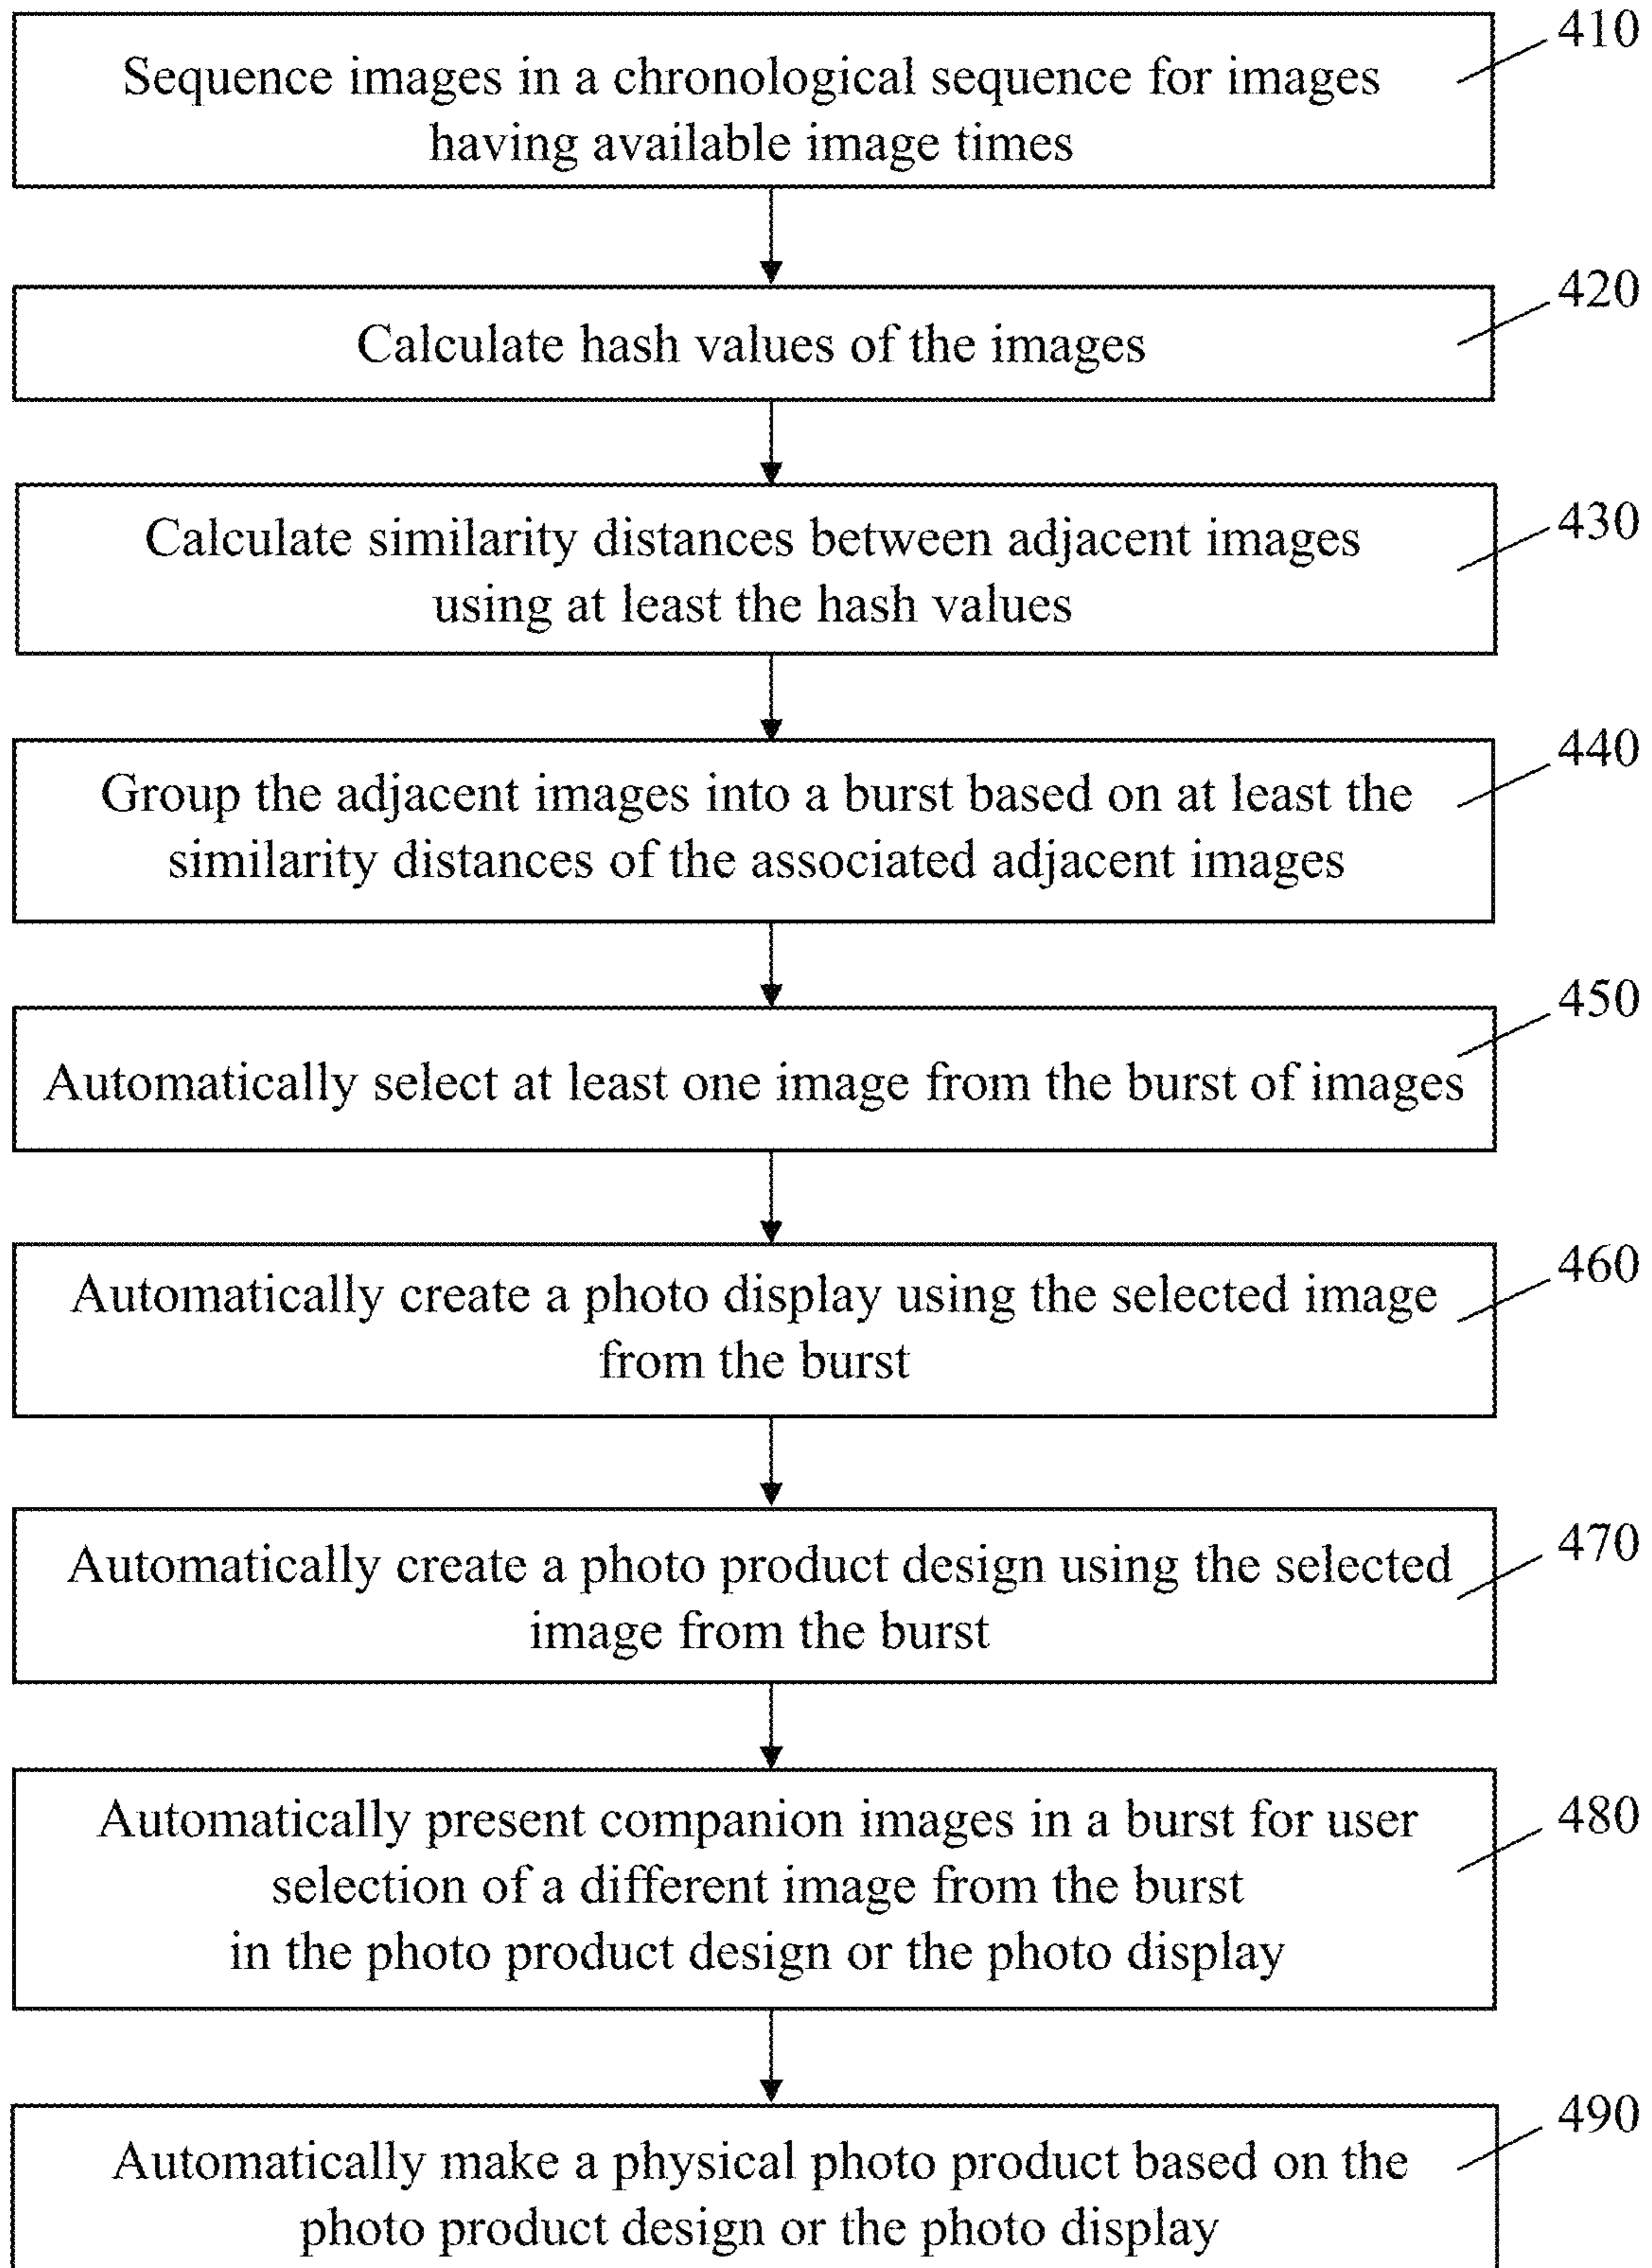 410
Sequence images in a chronological sequence for images
having available image times
420
Calculate hash values of the images
430
Calculate similarity distances between adjacent images
using at least the hash values
440
Group the adjacent images into a burst based on at least the
similarity distances of the associated adjacent images
450
Automatically select at least one image from the burst of images
460
Automatically create a photo display using the selected image
from the burst
470
Automatically create a photo product design using the selected
image from the burst
480
Automatically present companion images in a burst for user
selection of a different image from the burst
in the photo product design or the photo display
490
Automatically make a physical photo product based on the
photo product design or the photo display